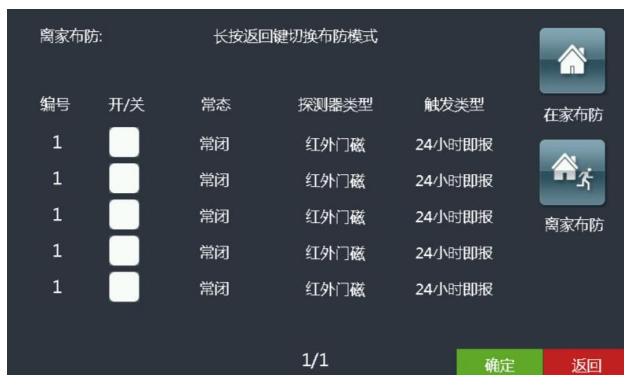 离家布防: 长按返回键切换布防模式
编号 开/关 常态 探测器类型 触发类型
在家布防
1 常闭 红外门磁 24小时即报
1 常闭 红外门磁 24小时即报
1 常闭 红外门磁 24小时即报
离家布防
1 常闭 红外门磁 24小时即报
1 常闭 红外门磁 24小时即报
1/1 确定 返回